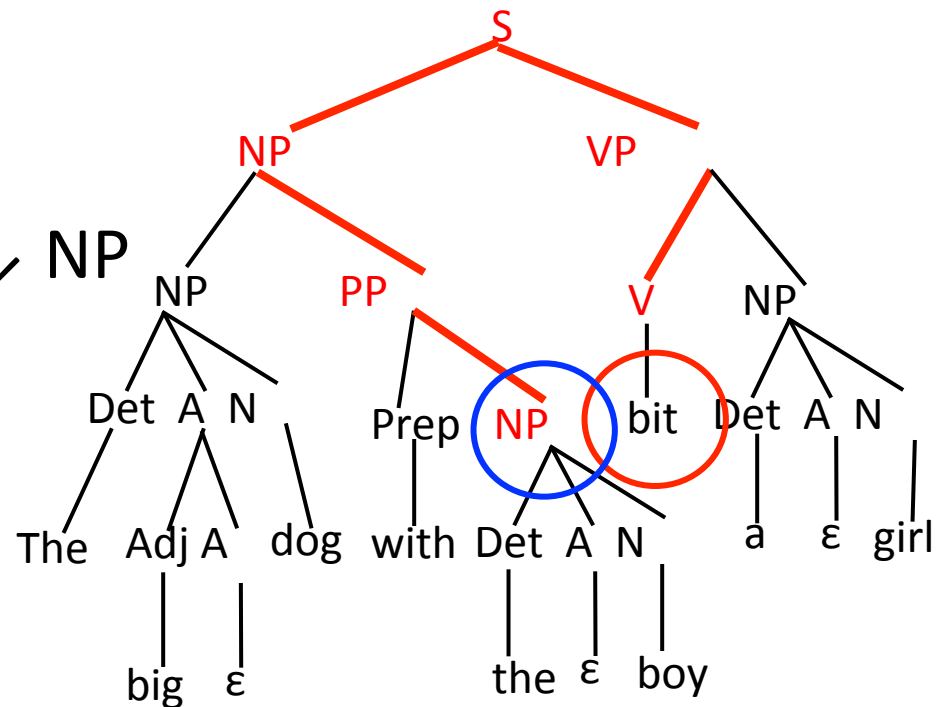 S
NP VP
NP
NP PP V NP
Det A N Prep NP bit Det A N
The Adj A dog with Det A N a ε girl
big ε the ε boy